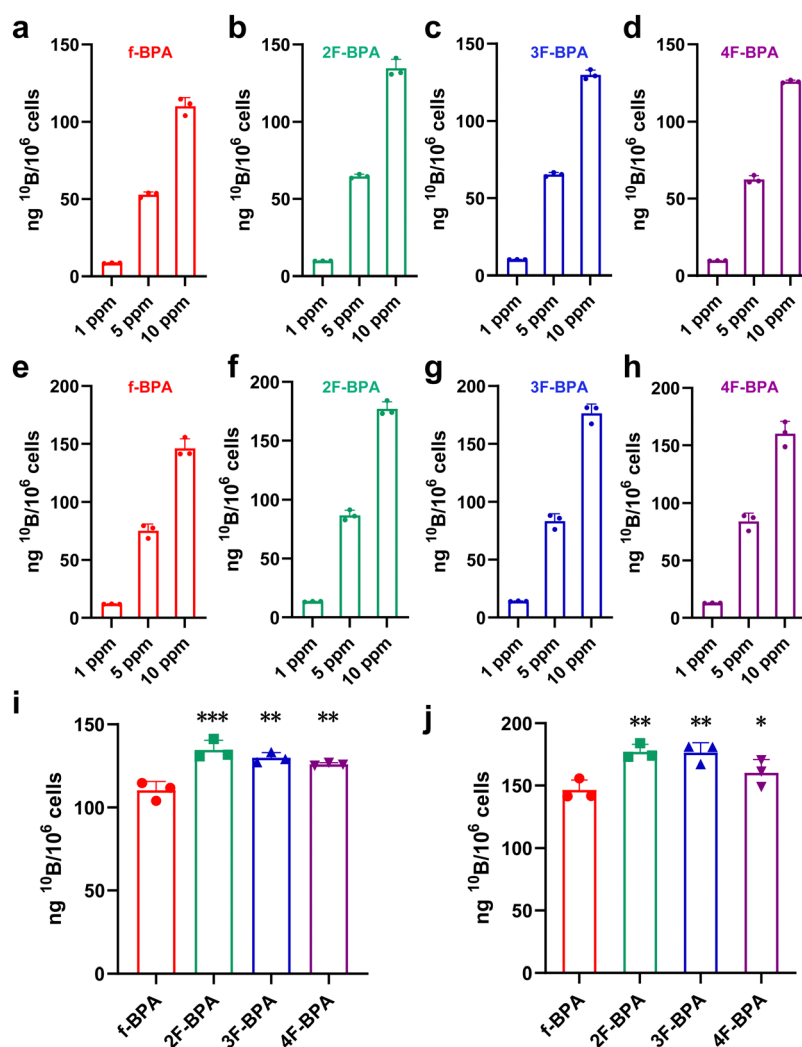 a
f-BPA
ng ¹⁰B/10⁶ cells
150
100
50
0
1 ppm
5 ppm
10 ppm
b
2F-BPA
ng ¹⁰B/10⁶ cells
150
100
50
0
1 ppm
5 ppm
10 ppm
c
3F-BPA
ng ¹⁰B/10⁶ cells
150
100
50
0
1 ppm
5 ppm
10 ppm
d
4F-BPA
ng ¹⁰B/10⁶ cells
150
100
50
0
1 ppm
5 ppm
10 ppm
e
f-BPA
ng ¹⁰B/10⁶ cells
200
150
100
50
0
1 ppm
5 ppm
10 ppm
f
2F-BPA
ng ¹⁰B/10⁶ cells
200
150
100
50
0
1 ppm
5 ppm
10 ppm
g
3F-BPA
ng ¹⁰B/10⁶ cells
200
150
100
50
0
1 ppm
5 ppm
10 ppm
h
4F-BPA
ng ¹⁰B/10⁶ cells
200
150
100
50
0
1 ppm
5 ppm
10 ppm
i
ng ¹⁰B/10⁶ cells
150
100
50
0
***
**
**
f-BPA
2F-BPA
3F-BPA
4F-BPA
j
ng ¹⁰B/10⁶ cells
200
150
100
50
0
**
**
*
f-BPA
2F-BPA
3F-BPA
4F-BPA